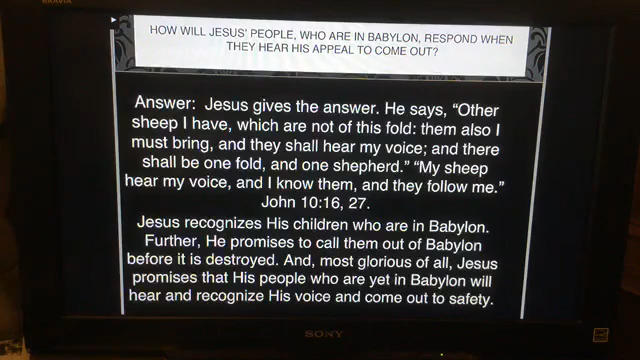 BRAVIA
HOW WILL JESUS' PEOPLE, WHO ARE IN BABYLON, RESPOND WHEN
THEY HEAR HIS APPEAL TO COME OUT?
Answer: Jesus gives the answer. He says, “Other
sheep I have, which are not of this fold: them also I
must bring, and they shall hear my voice; and there
shall be one fold, and one shepherd.” “My sheep
hear my voice, and I know them, and they follow me.”
John 10:16, 27.
Jesus recognizes His children who are in Babylon.
Further, He promises to call them out of Babylon
before it is destroyed. And, most glorious of all, Jesus
promises that His people who are yet in Babylon will
hear and recognize His voice and come out to safety.
SONY